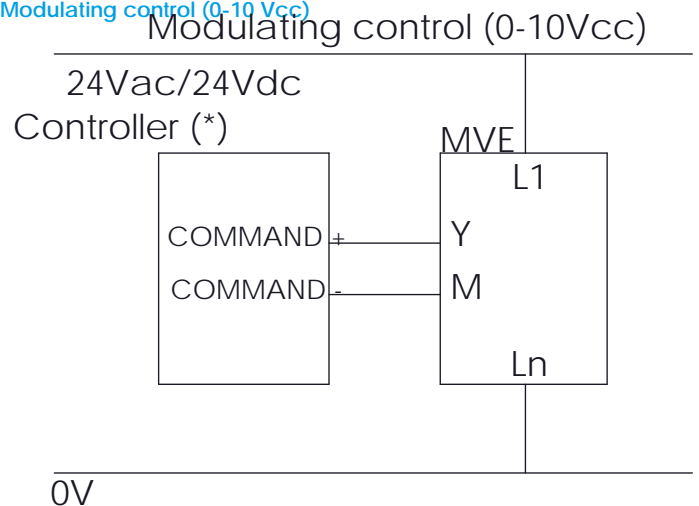 Modulating control (0-10 Vcc)
Modulating control (0-10Vcc)
24Vac/24Vdc
Controller (*)
MVE
L1
COMMAND +
Y
COMMAND -
M
Ln
0V